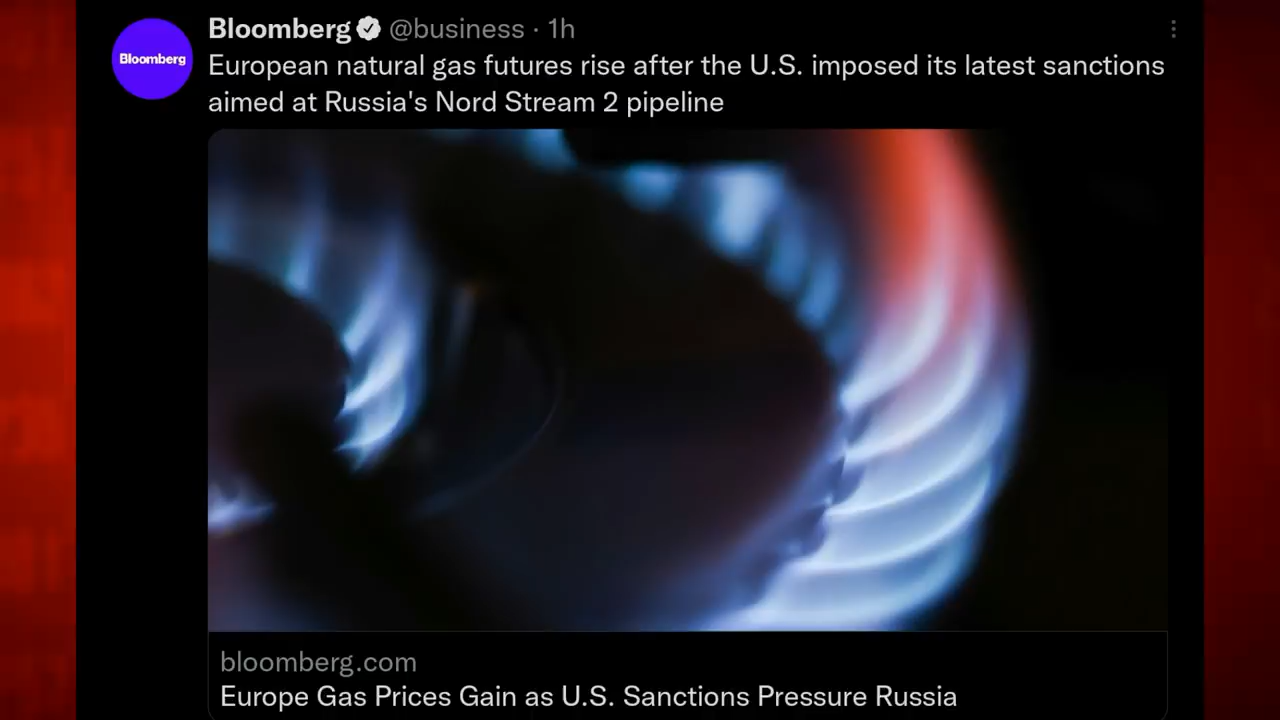 Bloomberg
Bloomberg @business · 1h
European natural gas futures rise after the U.S. imposed its latest sanctions
aimed at Russia's Nord Stream 2 pipeline
bloomberg.com
Europe Gas Prices Gain as U.S. Sanctions Pressure Russia